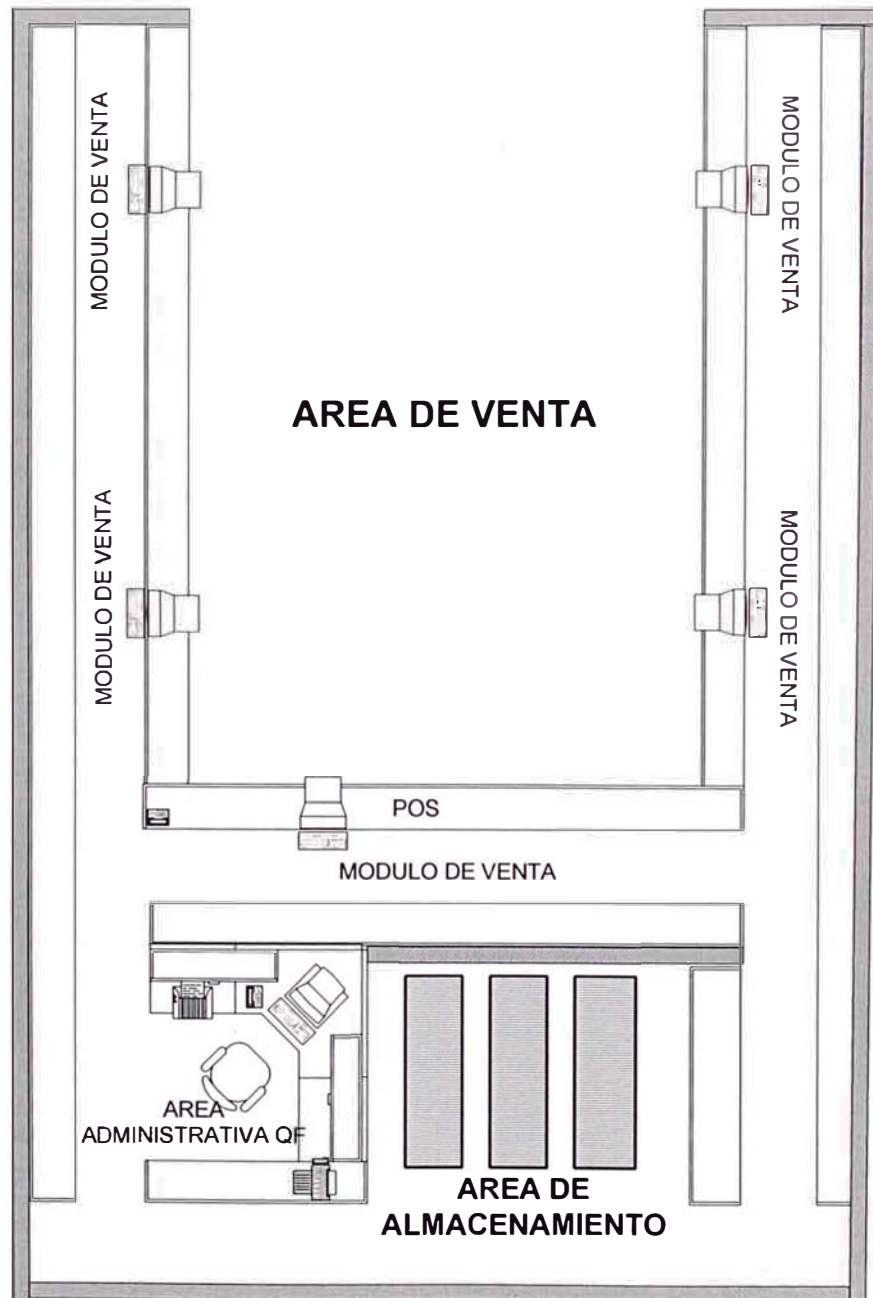 MODULO DE VENTA
MODULO DE VENTA
AREA DE VENTA
MODULO DE VENTA
MODULO DE VENTA
POS
MODULO DE VENTA
AREA
ADMINISTRATIVA QF
AREA DE
ALMACENAMIENTO